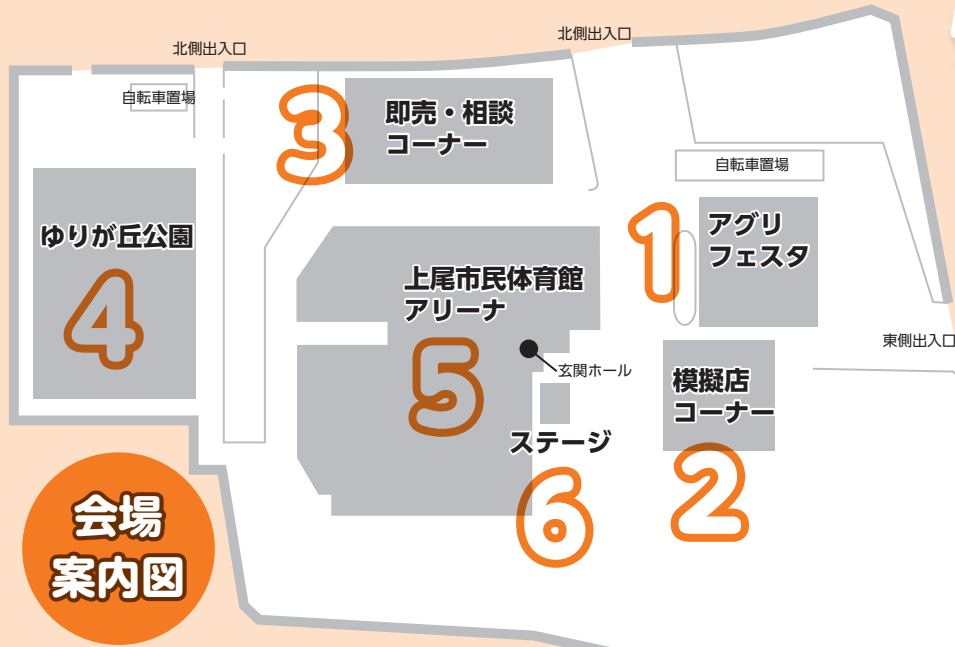 北側出入口
北側出入口
自転車置場
3
即売・相談
コーナー
自転車置場
1
アグリ
フェスタ
ゆりが丘公園
4
上尾市民体育館
アリーナ
5
玄関ホール
東側出入口
模擬店
コーナー
2
ステージ
6
会場
案内図